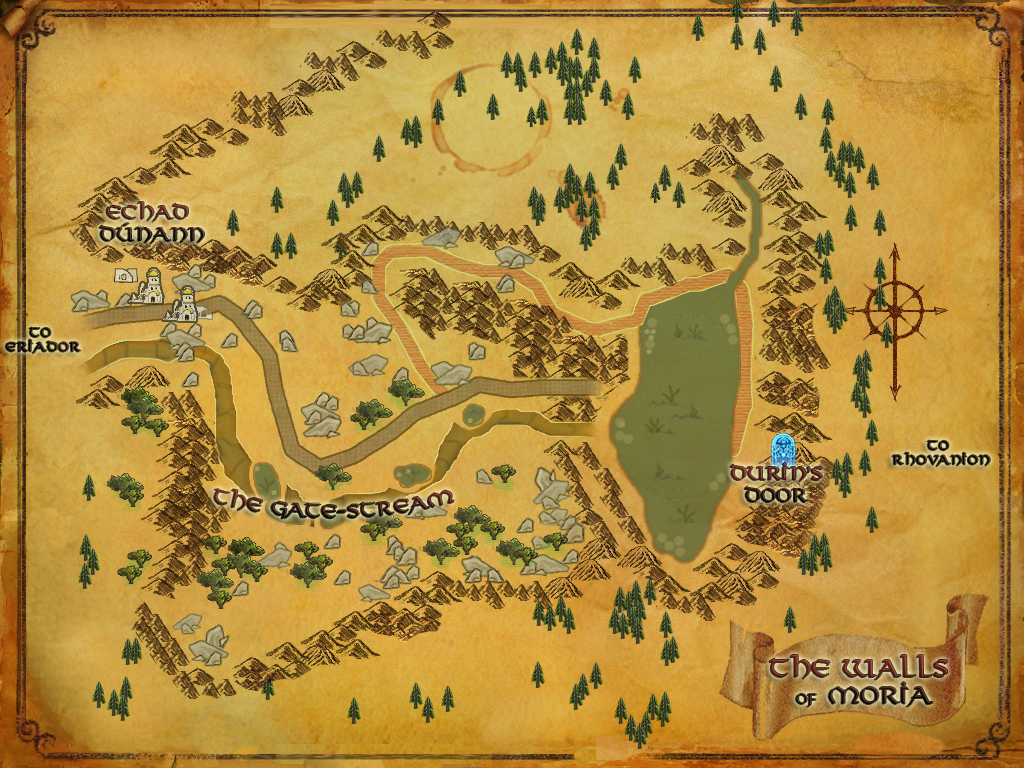 Echad
Dúnann
to
Eriador
to
Rhovanion
Durin's
Door
The Gate-stream
The Walls
of Moria